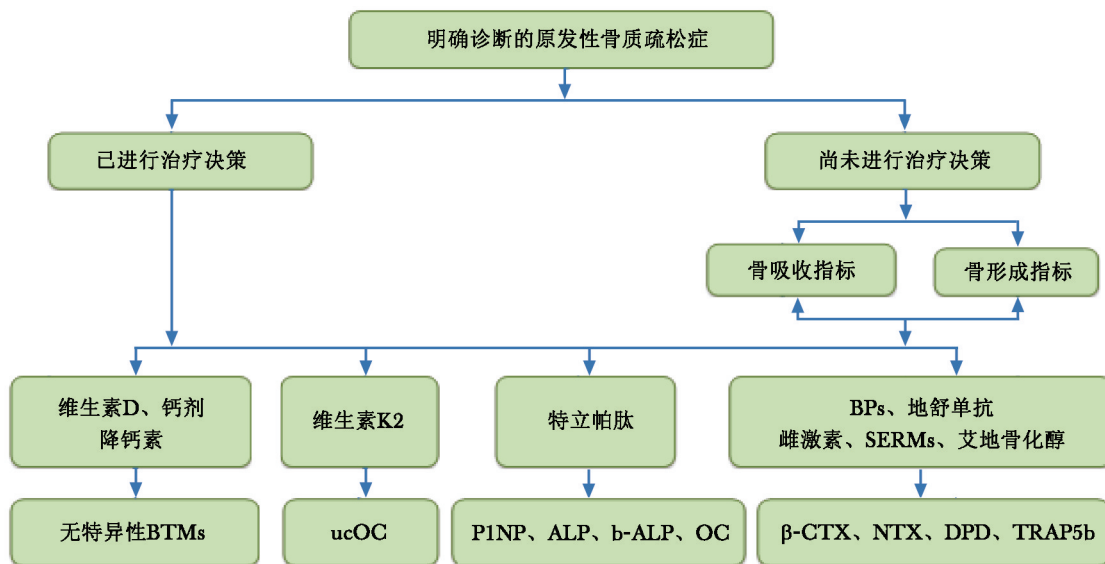 明确诊断的原发性骨质疏松症
已进行治疗决策
尚未进行治疗决策
骨吸收指标
骨形成指标
维生素D、钙剂
降钙素
维生素K2
特立帕肽
BPs、地舒单抗
雌激素、SERMs、艾地骨化醇
无特异性BTMs
ucOC
P1NP、ALP、b-ALP、OC
β-CTX、NTX、DPD、TRAP5b